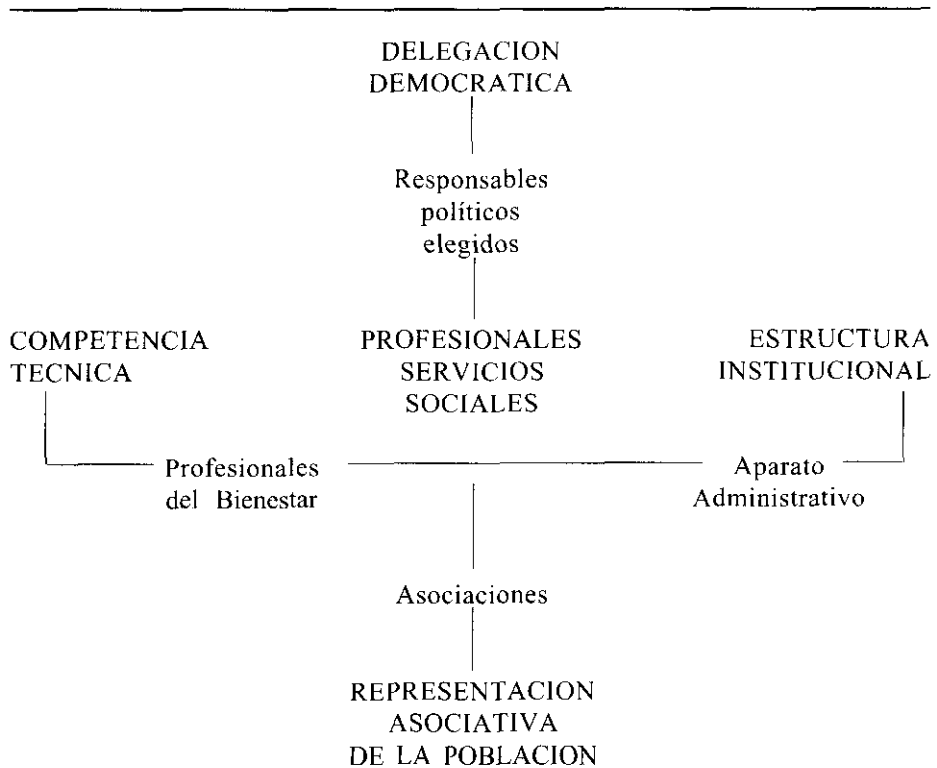 DELEGACION
DEMOCRATICA
Responsables
políticos
elegidos
COMPETENCIA
TECNICA
PROFESIONALES
SERVICIOS
SOCIALES
ESTRUCTURA
INSTITUCIONAL
Profesionales
del Bienestar
Aparato
Administrativo
Asociaciones
REPRESENTACION
ASOCIATIVA
DE LA POBLACION